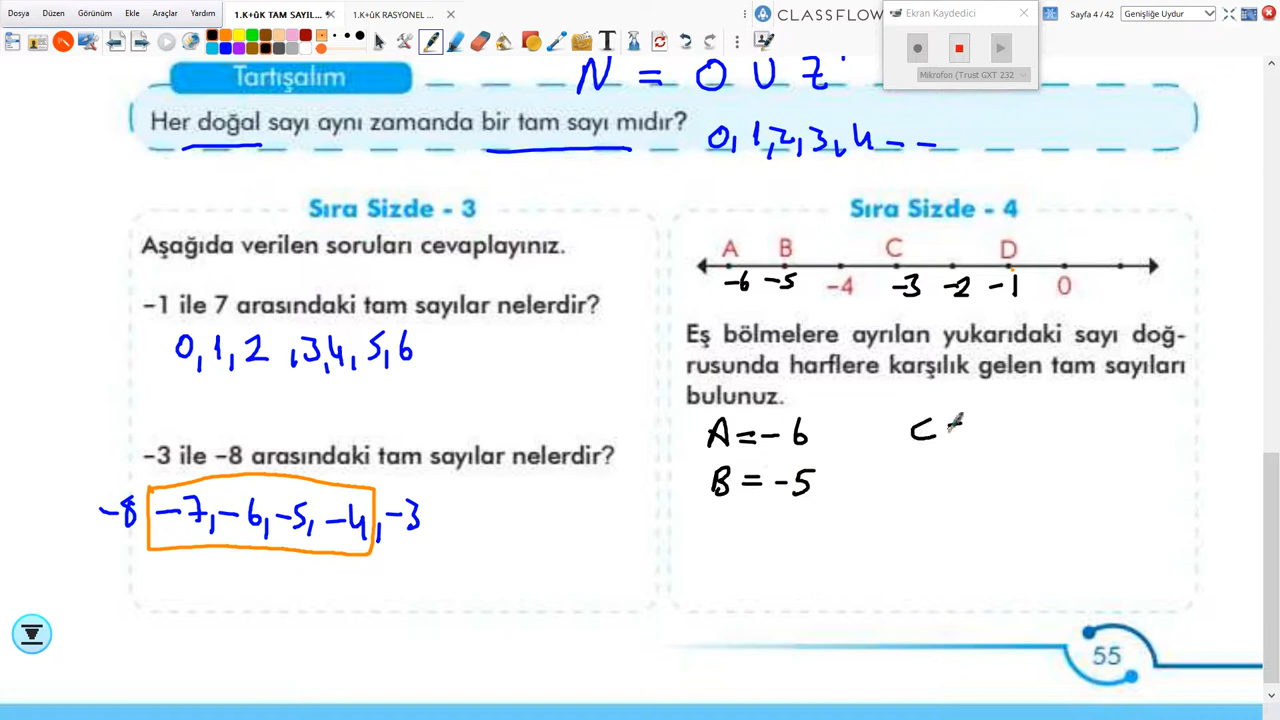 Dosya Düzen Görünüm Ekle Araçlar Yardım
1.K+ûK TAM SAYIL...
1.K+ûK RASYONEL ...
CLASSFLOW
Ekran Kaydedici
Mikrofon (Trust GXT 232
Sayfa 4 / 42
Genişliğe Uydur
Tartışalım
N = 0 U Z⁺
Her doğal sayı aynı zamanda bir tam sayı mıdır?
0, 1, 2, 3, 4 - -
Sıra Sizde - 3
Aşağıda verilen soruları cevaplayınız.
–1 ile 7 arasındaki tam sayılar nelerdir?
0, 1, 2 , 3, 4, 5, 6
–3 ile –8 arasındaki tam sayılar nelerdir?
-8 -7, -6, -5, -4, -3
Sıra Sizde - 4
A B C D
-6 -5 –4 -3 -2 -1 0
Eş bölmelere ayrılan yukarıdaki sayı doğ-
rusunda harflere karşılık gelen tam sayıları
bulunuz.
A = - 6 C
B = - 5
55